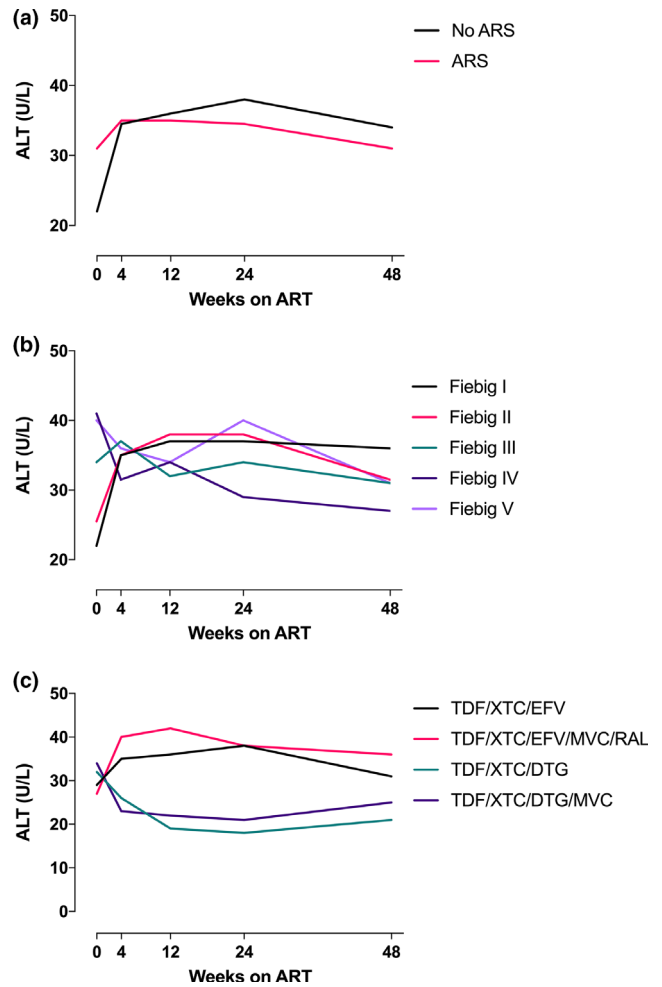 (a)
50
40
30
20
ALT (U/L)
0 4 12 24 48
Weeks on ART
No ARS
ARS
(b)
50
40
30
20
ALT (U/L)
0 4 12 24 48
Weeks on ART
Fiebig I
Fiebig II
Fiebig III
Fiebig IV
Fiebig V
(c)
50
40
30
20
10
0
ALT (U/L)
0 4 12 24 48
Weeks on ART
TDF/XTC/EFV
TDF/XTC/EFV/MVC/RAL
TDF/XTC/DTG
TDF/XTC/DTG/MVC